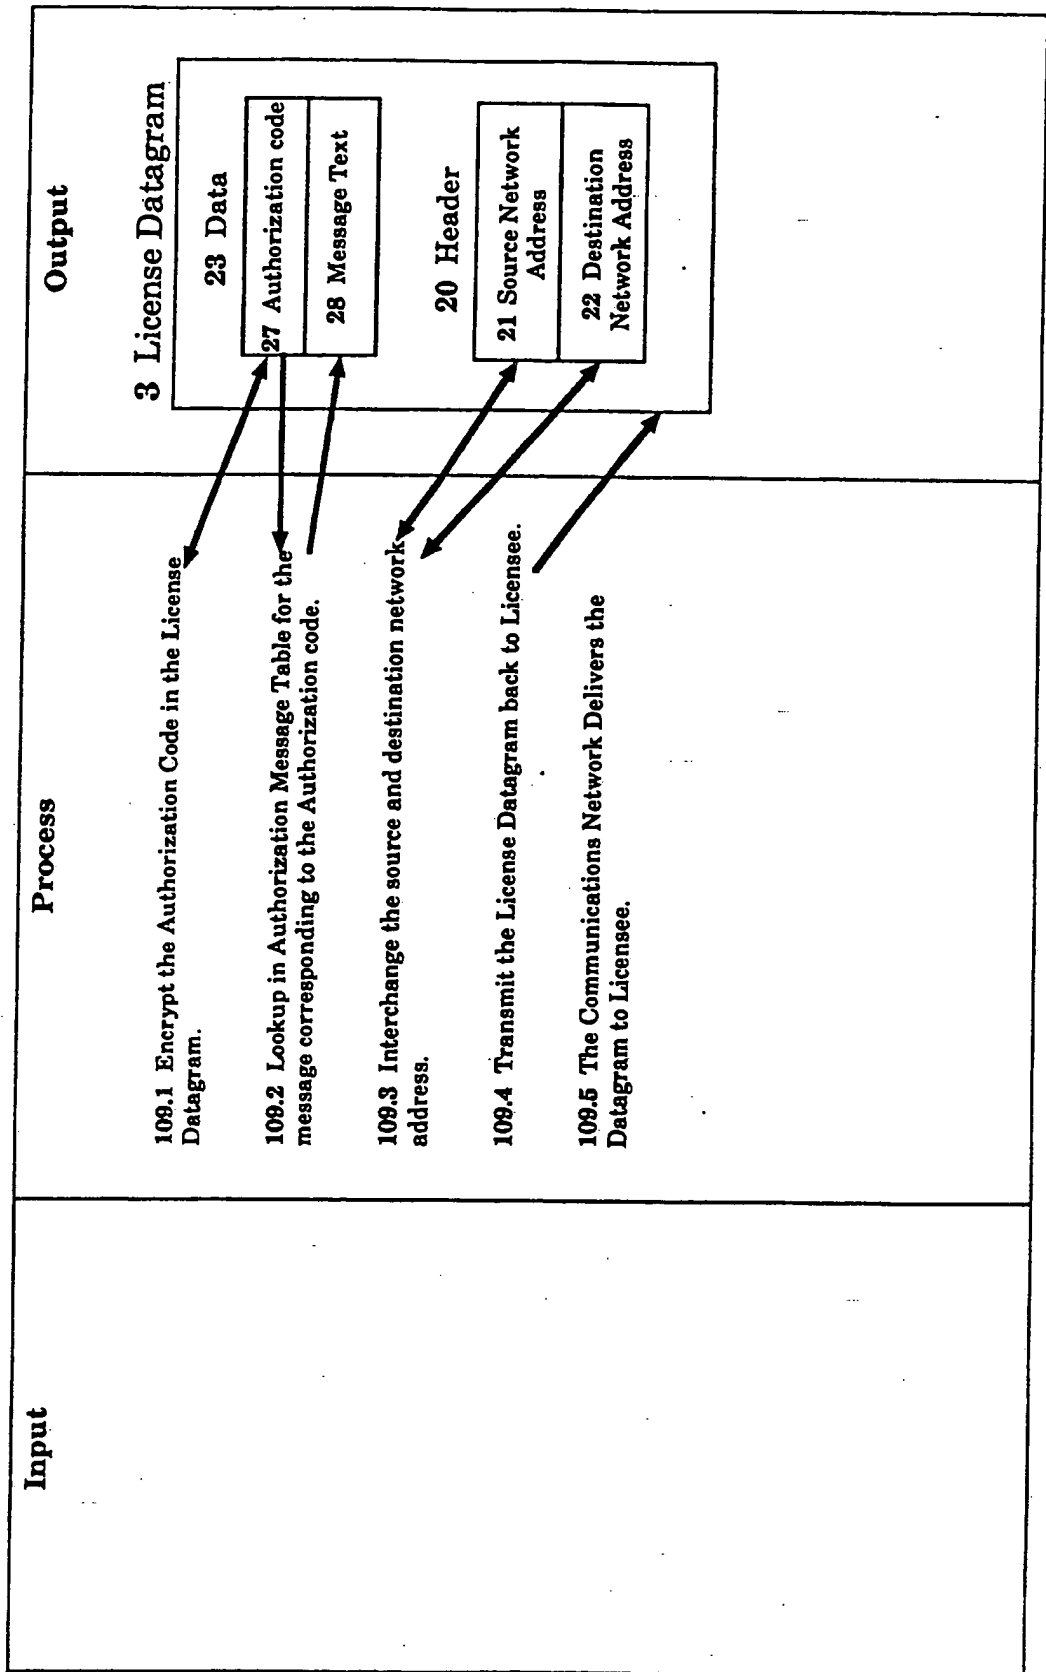 Input
Process
Output
109.1 Encrypt the Authorization Code in the License
Datagram.
109.2 Lookup in Authorization Message Table for the
message corresponding to the Authorization code.
109.3 Interchange the source and destination network
address.
109.4 Transmit the License Datagram back to Licensee.
109.5 The Communications Network Delivers the
Datagram to Licensee.
3 License Datagram
23 Data
27 Authorization code
28 Message Text
20 Header
21 Source Network
Address
22 Destination
Network Address